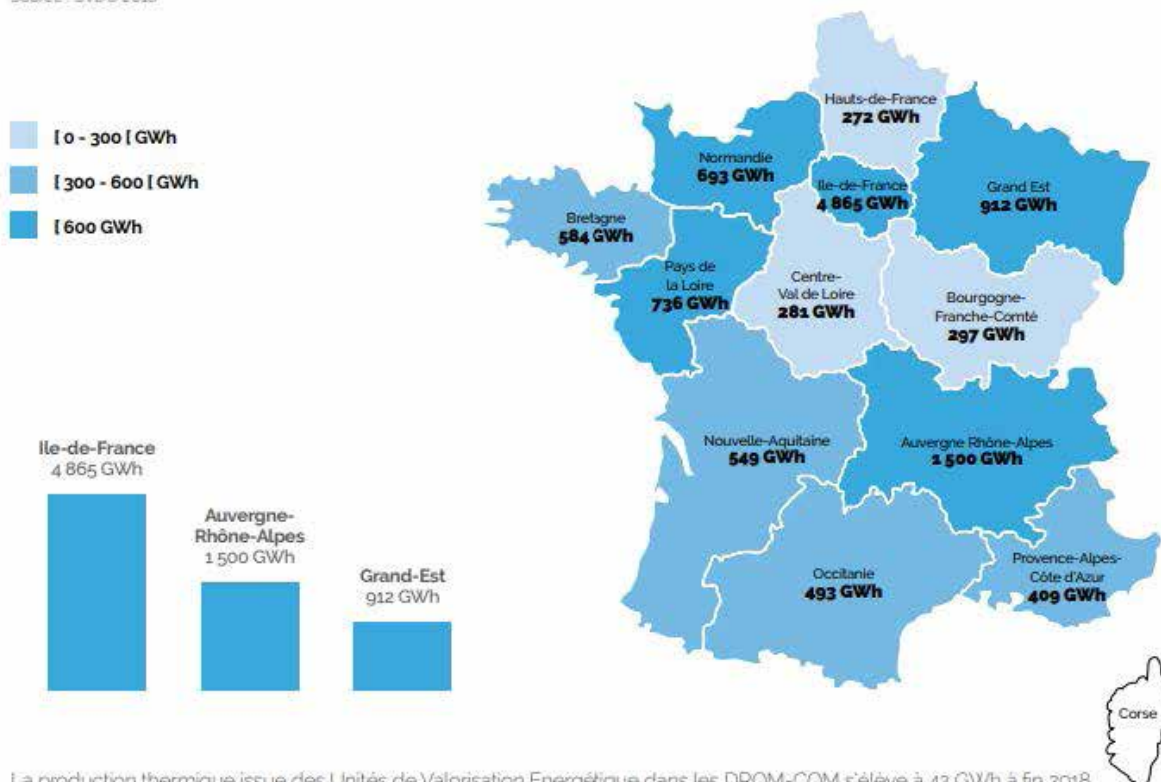 [ 0 - 300 [ GWh
[ 300 - 600 [ GWh
[ 600 GWh
Hauts-de-France
272 GWh
Normandie
693 GWh
Ile-de-France
4 865 GWh
Grand Est
912 GWh
Bretagne
584 GWh
Pays de
la Loire
736 GWh
Centre-
Val de Loire
281 GWh
Bourgogne-
Franche-Comté
297 GWh
Nouvelle-Aquitaine
549 GWh
Auvergne Rhône-Alpes
1 500 GWh
Occitanie
493 GWh
Provence-Alpes-
Côte d'Azur
409 GWh
Corse
Ile-de-France
4 865 GWh
Auvergne-
Rhône-Alpes
1 500 GWh
Grand-Est
912 GWh
La production thermique issue des Unités de Valorisation Energétique dans les DROM-COM s'élève à 43 GWh à fin 2018